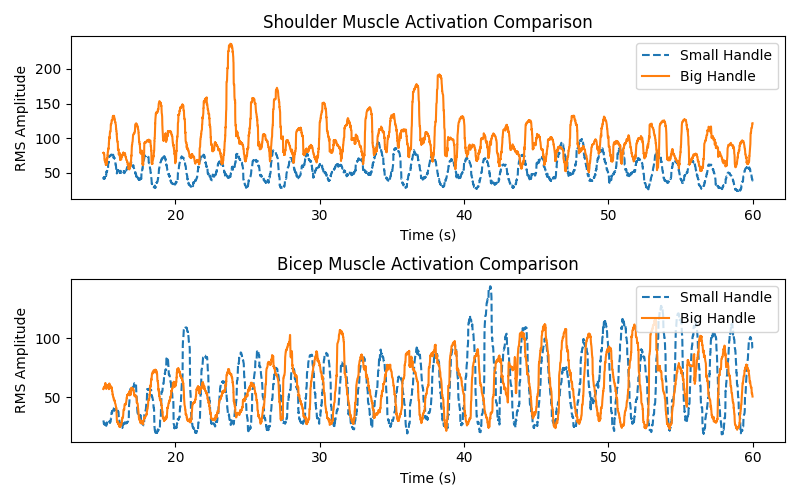 Shoulder Muscle Activation Comparison
RMS Amplitude
200
150
100
50
Small Handle
Big Handle
20 30 40 50 60
Time (s)
Bicep Muscle Activation Comparison
RMS Amplitude
100
50
Small Handle
Big Handle
20 30 40 50 60
Time (s)